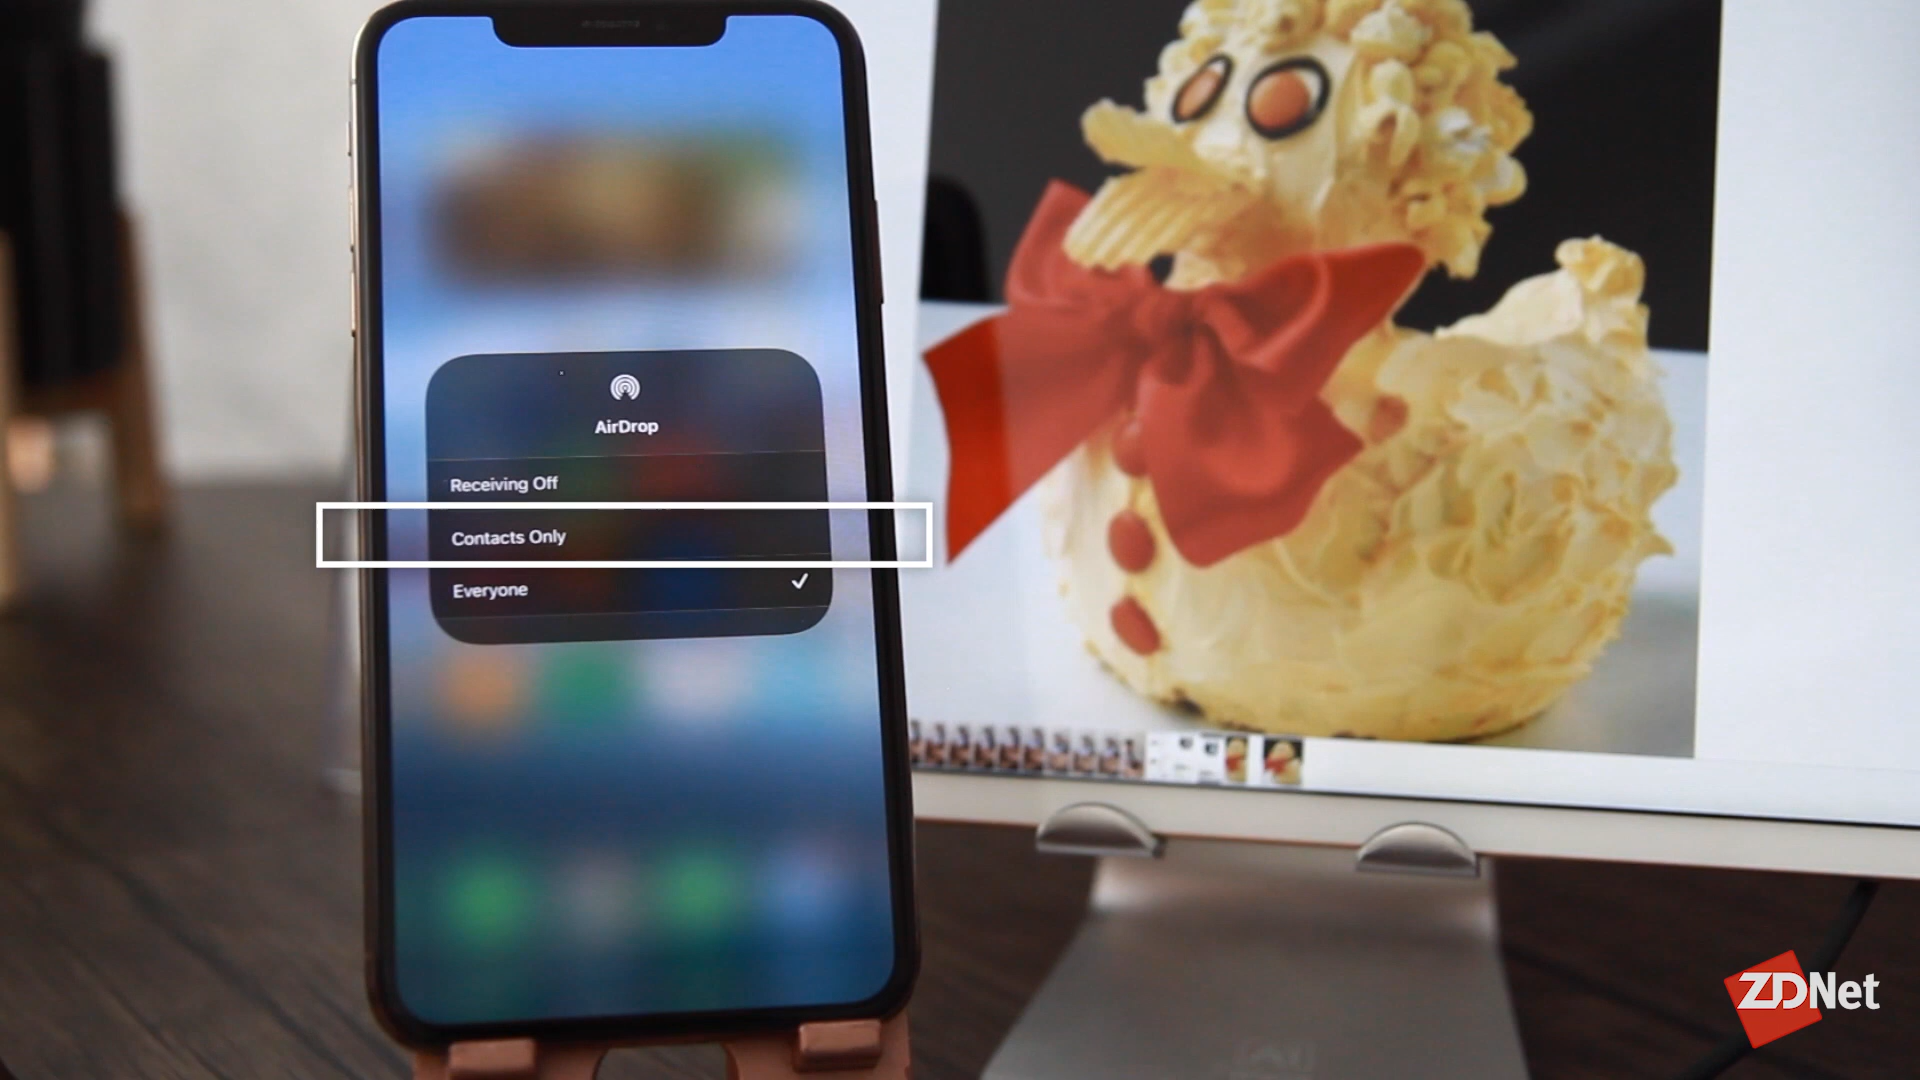 AirDrop
Receiving Off
Contacts Only
Everyone
ZDNet